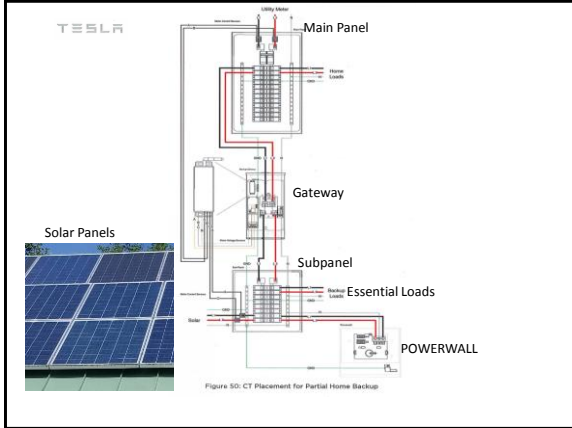 Utility Meter
TESLA
Main Panel
Home
Loads
Gateway
Solar Panels
Subpanel
Backup
Loads
Essential Loads
Solar
POWERWALL
Figure 50: CT Placement for Partial Home Backup